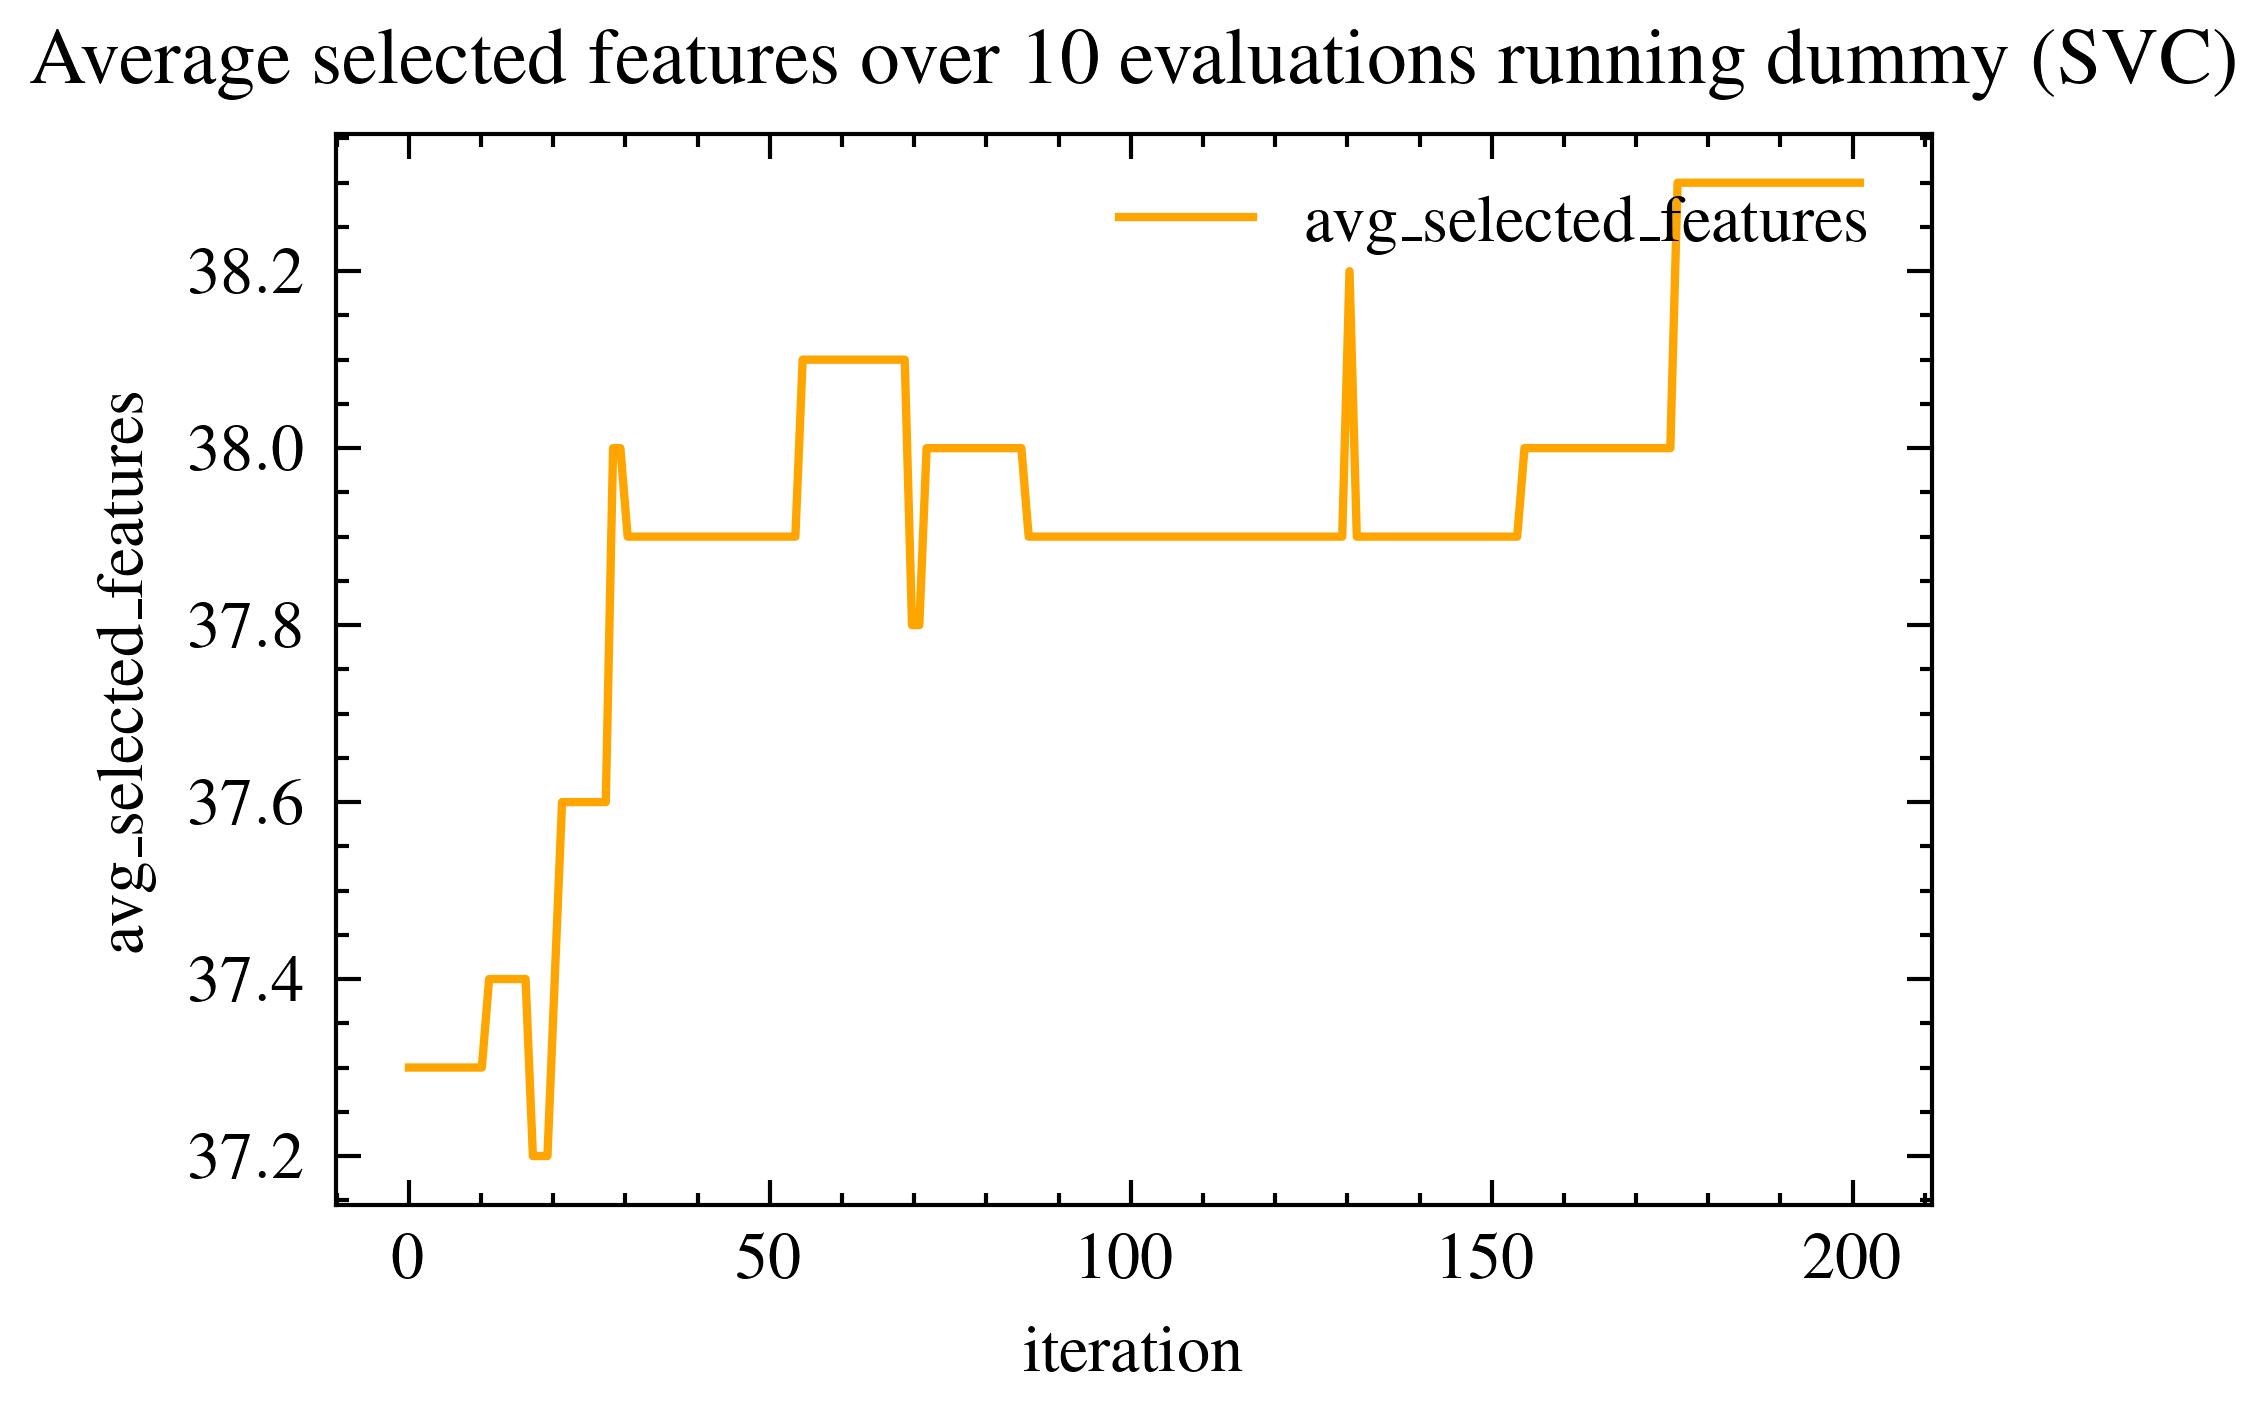 Average selected features over 10 evaluations running dummy (SVC)
avg_selected_features
38.2
38.0
37.8
37.6
37.4
37.2
avg_selected_features
0 50 100 150 200
iteration